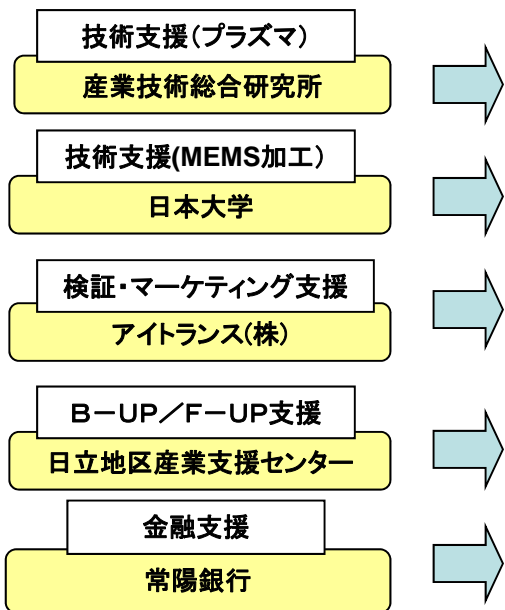 技術支援(プラズマ)
産業技術総合研究所
技術支援(MEMS加工)
日本大学
検証・マーケティング支援
アイトランス(株)
B-UP/F-UP支援
日立地区産業支援センター
金融支援
常陽銀行